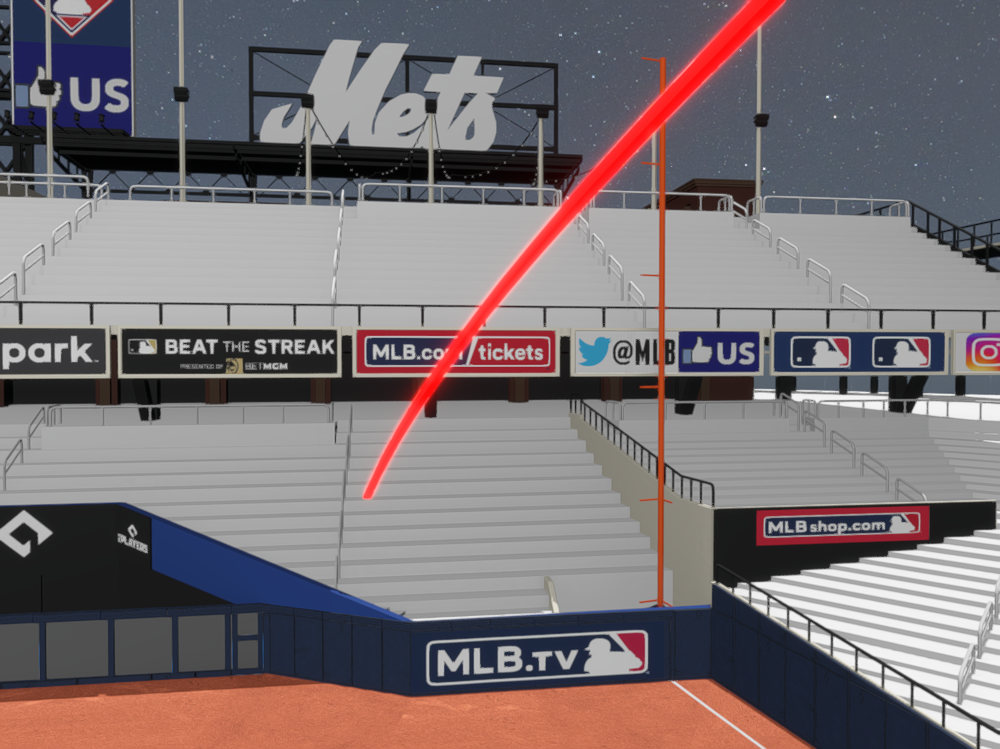 US
Mets
park.
BEAT THE STREAK
PRESENTED BY BETMGM
MLB.com/tickets
@MLB
US
PLAYERS
MLBshop.com
MLB.TV